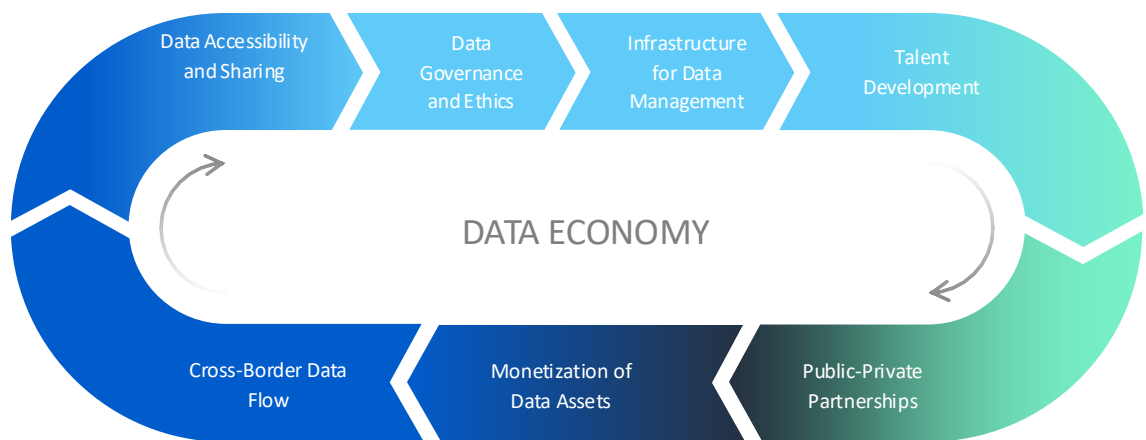 Data Accessibility
and Sharing
Data
Governance
and Ethics
Infrastructure
for Data
Management
Talent
Development
DATA ECONOMY
Cross-Border Data
Flow
Monetization of
Data Assets
Public-Private
Partnerships